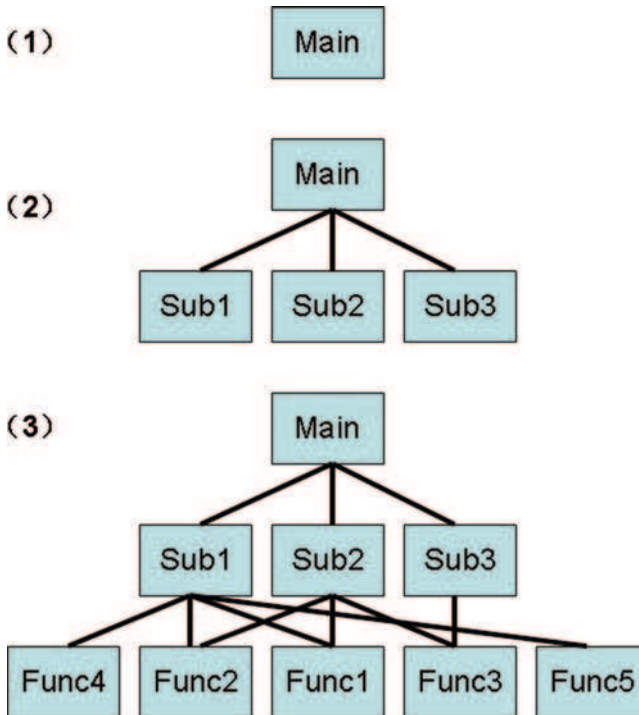 （1） Main
Main
（2）
Sub1 Sub2 Sub3
（3） Main
Sub1 Sub2 Sub3
Func4 Func2 Func1 Func3 Func5